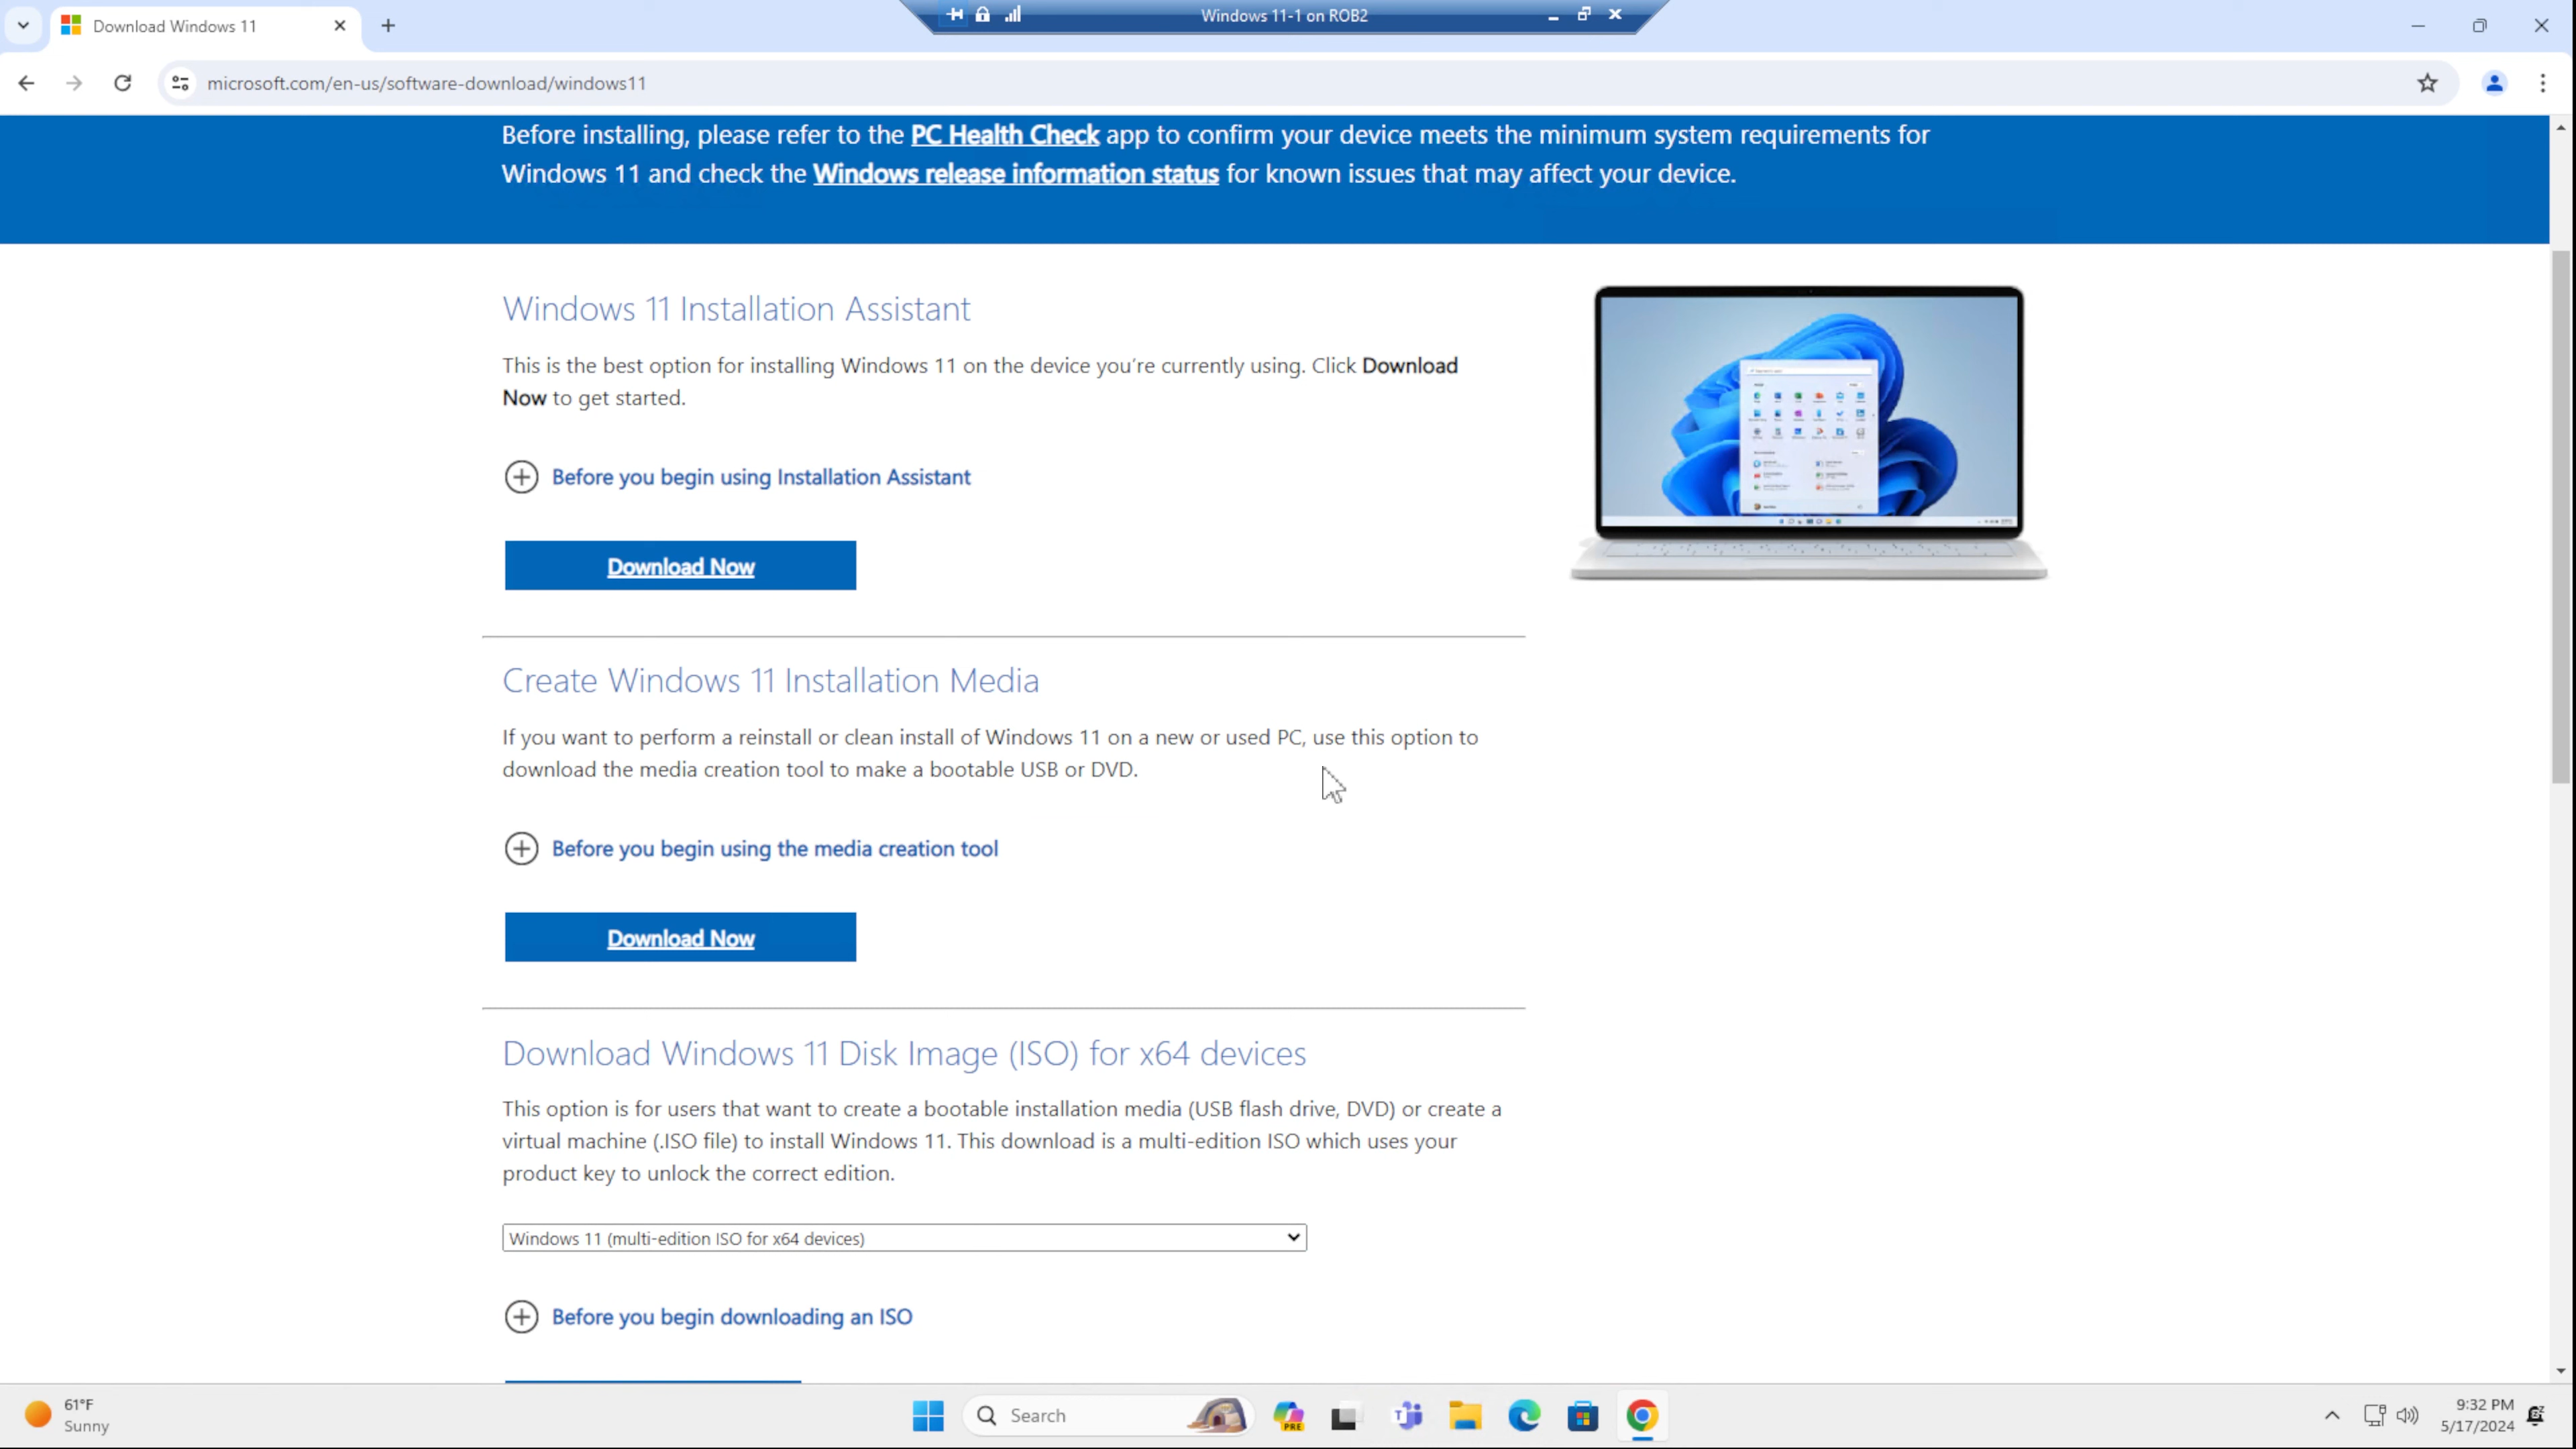 Download Windows 11
Windows 11-1 on ROB2
microsoft.com/en-us/software-download/windows11
Before installing, please refer to the PC Health Check app to confirm your device meets the minimum system requirements for
Windows 11 and check the Windows release information status for known issues that may affect your device.
Windows 11 Installation Assistant
This is the best option for installing Windows 11 on the device you're currently using. Click Download
Now to get started.
Before you begin using Installation Assistant
Download Now
Create Windows 11 Installation Media
If you want to perform a reinstall or clean install of Windows 11 on a new or used PC, use this option to
download the media creation tool to make a bootable USB or DVD.
Before you begin using the media creation tool
Download Now
Download Windows 11 Disk Image (ISO) for x64 devices
This option is for users that want to create a bootable installation media (USB flash drive, DVD) or create a
virtual machine (.ISO file) to install Windows 11. This download is a multi-edition ISO which uses your
product key to unlock the correct edition.
Windows 11 (multi-edition ISO for x64 devices)
Before you begin downloading an ISO
61°F
Sunny
Search
PRE
9:32 PM
5/17/2024